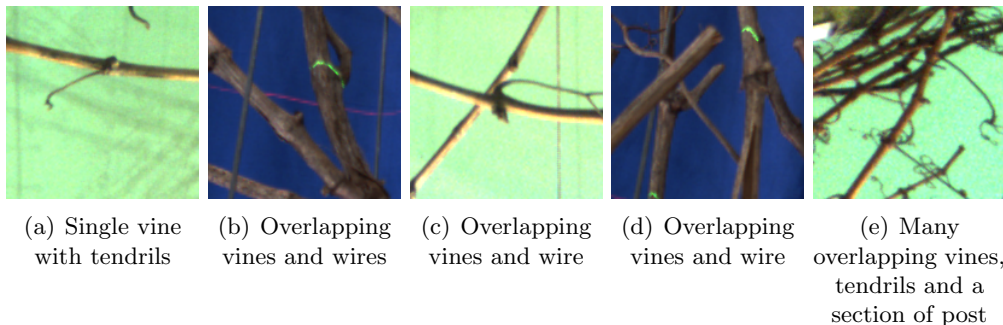 (a) Single vine
with tendrils
(b) Overlapping
vines and wires
(c) Overlapping
vines and wire
(d) Overlapping
vines and wire
(e) Many
overlapping vines,
tendrils and a
section of post